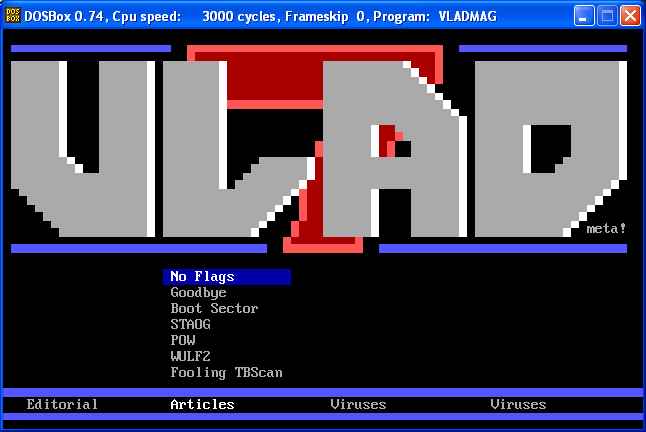 DOSBox 0.74, Cpu speed: 3000 cycles, Frameskip 0, Program: VLADMAG
VLAD
meta!
No Flags
Goodbye
Boot Sector
STAOG
POW
WULF2
Fooling TBScan
Editorial Articles Viruses Viruses